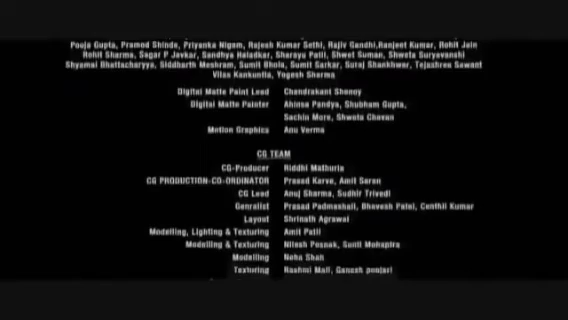 Pooja Gupta, Pramod Shinde, Priyanka Nigam, Rajesh Kumar Sethi, Rajiv Gandhi,Ranjeet Kumar, Rohit Jain
Rohit Sharma, Sagar P Javkar, Sandhya Haladkar, Sharayu Patil, Shwet Suman, Shweta Suryavanshi
Shyamal Bhattacharyya, Siddharth Meshram, Sumit Bhola, Sumit Sarkar, Suraj Shankhwar, Tejashree Sawant
Vilas Kankuntla, Yogesh Sharma
Digital Matte Paint Lead Chandrakant Shenoy
Digital Matte Painter Ahinsa Pandya, Shubham Gupta,
Sachin More, Shweta Chavan
Motion Graphics Anu Verma
CG TEAM
CG-Producer Riddhi Mathuria
CG PRODUCTION-CO-ORDINATOR Prasad Karve, Amit Saran
CG Lead Anuj Sharma, Sudhir Trivedi
Genralist Prasad Padmashali, Bhavesh Patel, Centhil Kumar
Layout Shrinath Agrawal
Modelling, Lighting & Texturing Amit Patil
Modelling & Texturing Nilesh Posnak, Sunil Mohapira
Modelling Neha Shah
Texturing Rashmi Mali, Ganesh poojari